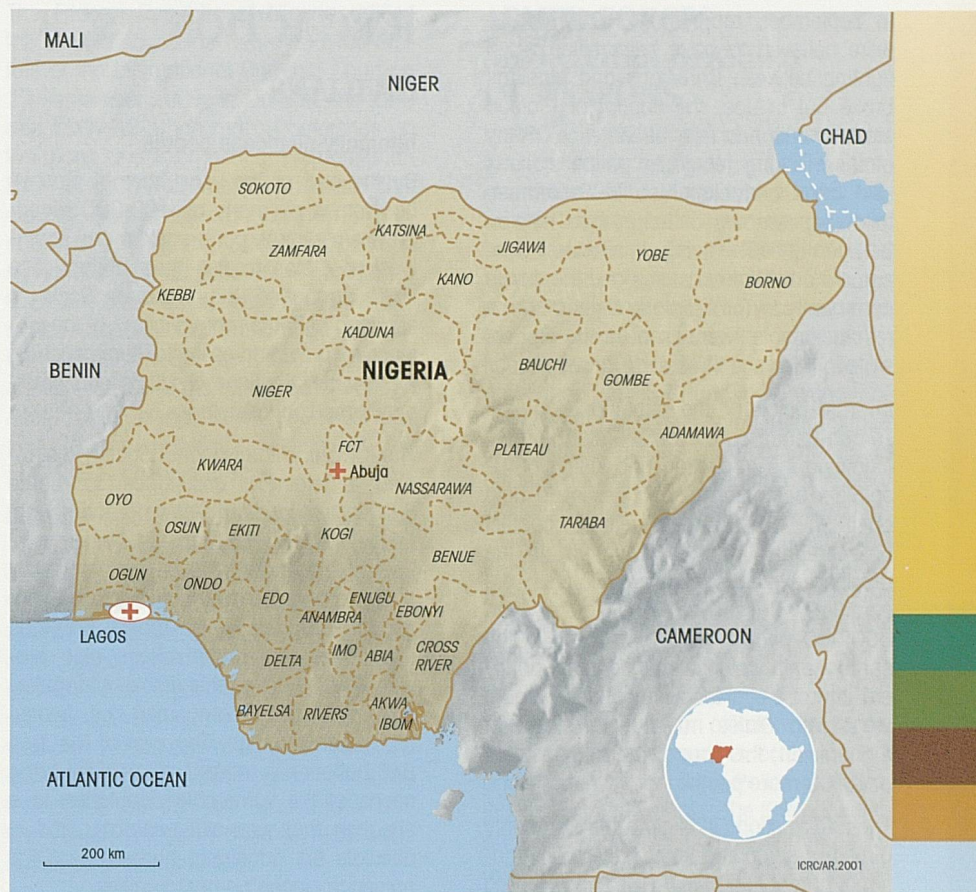 MALI
NIGER
CHAD
SOKOTO
KATSINA
ZAMFARA
JIGAWA
YOBE
KANO
BORNO
KEBBI
KADUNA
BENIN
NIGERIA
BAUCHI
GOMBE
NIGER
ADAMAWA
FCT
PLATEAU
KWARA
Abuja
NASSARAWA
OYO
TARABA
OSUN
EKITI
KOGI
BENUE
OGUN
ONDO
EDO
ENUGU
EBONYI
ANAMBRA
LAGOS
CAMEROON
IMO
ABIA
CROSS
RIVER
DELTA
BAYELSA
RIVERS
AKWA
IBOM
ATLANTIC OCEAN
200 km
ICRC/AR.2001